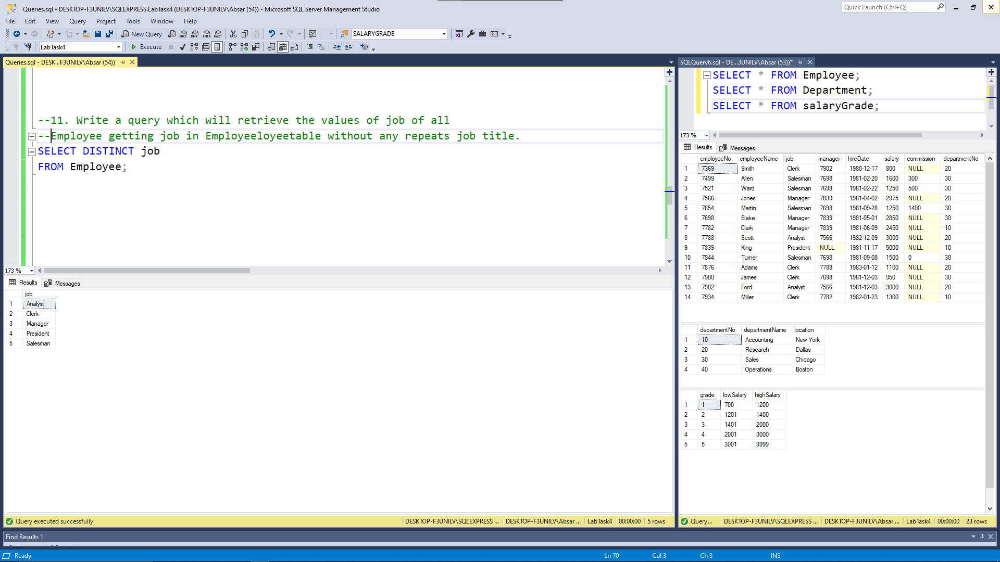 Queries.sql - DESKTOP-F3UNILV\SQLEXPRESS.LabTask4 (DESKTOP-F3UNILV\Absar (54)) - Microsoft SQL Server Management Studio
Quick Launch (Ctrl+Q)
File Edit View Query Project Tools Window Help
New Query MDX DMX XMLA DAX SALARYGRADE
LabTask4 Execute
Queries.sql - DESK...F3UNILV\Absar (54))
--11. Write a query which will retrieve the values of job of all
--Employee getting job in Employeeloyeetable without any repeats job title.
SELECT DISTINCT job
FROM Employee;
173 %
Results Messages
job
1 Analyst
2 Clerk
3 Manager
4 President
5 Salesman
Query executed successfully. DESKTOP-F3UNILV\SQLEXPRESS ... DESKTOP-F3UNILV\Absar ... LabTask4 00:00:00 5 rows
SQLQuery6.sql - DE...3UNILV\Absar (53))*
SELECT * FROM Employee;
SELECT * FROM Department;
SELECT * FROM salaryGrade;
173 %
Results Messages
employeeNo employeeName job manager hireDate salary commission departmentNo
1 7369 Smith Clerk 7902 1980-12-17 800 NULL 20
2 7499 Allen Salesman 7698 1981-02-20 1600 300 30
3 7521 Ward Salesman 7698 1981-02-22 1250 500 30
4 7566 Jones Manager 7839 1981-04-02 2975 NULL 20
5 7654 Martin Salesman 7698 1981-09-28 1250 1400 30
6 7698 Blake Manager 7839 1981-05-01 2850 NULL 30
7 7782 Clark Manager 7839 1981-06-09 2450 NULL 10
8 7788 Scott Analyst 7566 1982-12-09 3000 NULL 20
9 7839 King President NULL 1981-11-17 5000 NULL 10
10 7844 Turner Salesman 7698 1981-09-08 1500 0 30
11 7876 Adams Clerk 7788 1983-01-12 1100 NULL 20
12 7900 James Clerk 7698 1981-12-03 950 NULL 30
13 7902 Ford Analyst 7566 1981-12-03 3000 NULL 20
14 7934 Miller Clerk 7782 1982-01-23 1300 NULL 10
departmentNo departmentName location
1 10 Accounting New York
2 20 Research Dallas
3 30 Sales Chicago
4 40 Operations Boston
grade lowSalary highSalary
1 1 700 1200
2 2 1201 1400
3 3 1401 2000
4 4 2001 3000
5 5 3001 9999
Query... DESKTOP-F3UNILV\SQLEXPRESS ... DESKTOP-F3UNILV\Absar ... LabTask4 00:00:00 23 rows
Find Results 1
Ready Ln 70 Col 3 Ch 3 INS